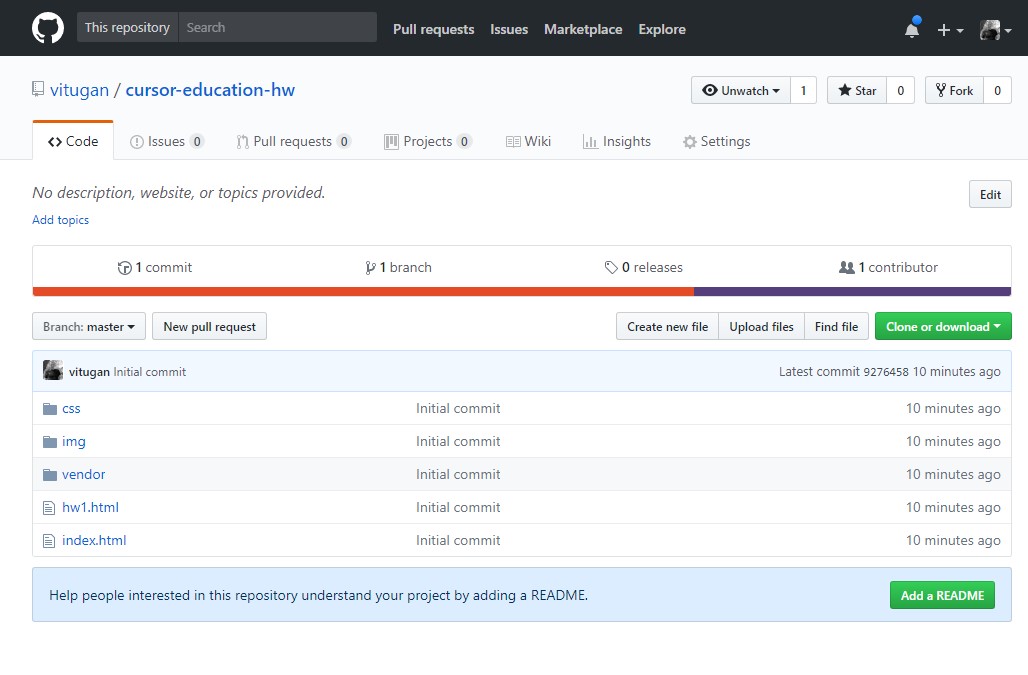 This repository Search Pull requests Issues Marketplace Explore
vitugan / cursor-education-hw Unwatch 1 Star 0 Fork 0
Code Issues 0 Pull requests 0 Projects 0 Wiki Insights Settings
No description, website, or topics provided. Edit
Add topics
1 commit 1 branch 0 releases 1 contributor
Branch: master New pull request Create new file Upload files Find file Clone or download
vitugan Initial commit Latest commit 9276458 10 minutes ago
css Initial commit 10 minutes ago
img Initial commit 10 minutes ago
vendor Initial commit 10 minutes ago
hw1.html Initial commit 10 minutes ago
index.html Initial commit 10 minutes ago
Help people interested in this repository understand your project by adding a README. Add a README